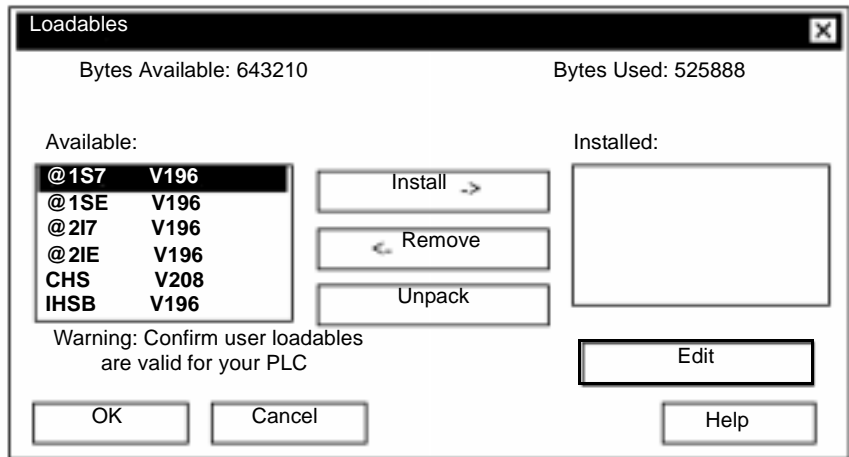 Loadables
Bytes Available: 643210 Bytes Used: 525888
Available: Installed:
@1S7 V196
@1SE V196
@2I7 V196
@2IE V196
CHS V208
IHSB V196
Install ->
<- Remove
Unpack
Warning: Confirm user loadables
are valid for your PLC
Edit
OK Cancel Help